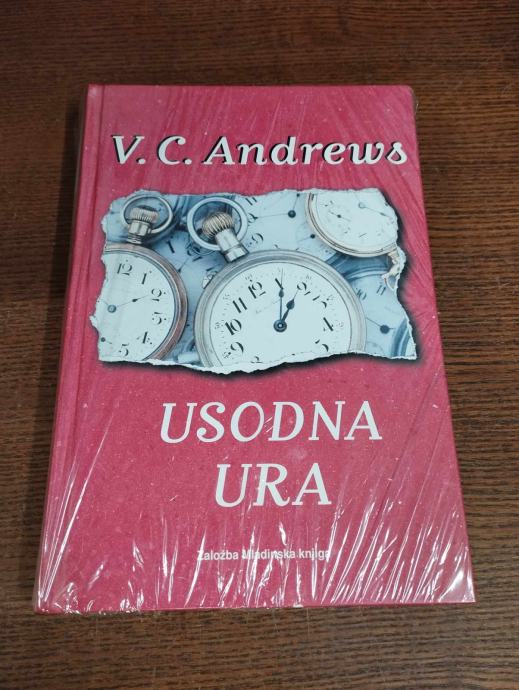 V. C. Andrews
USODNA
URA
Založba Mladinska knjiga